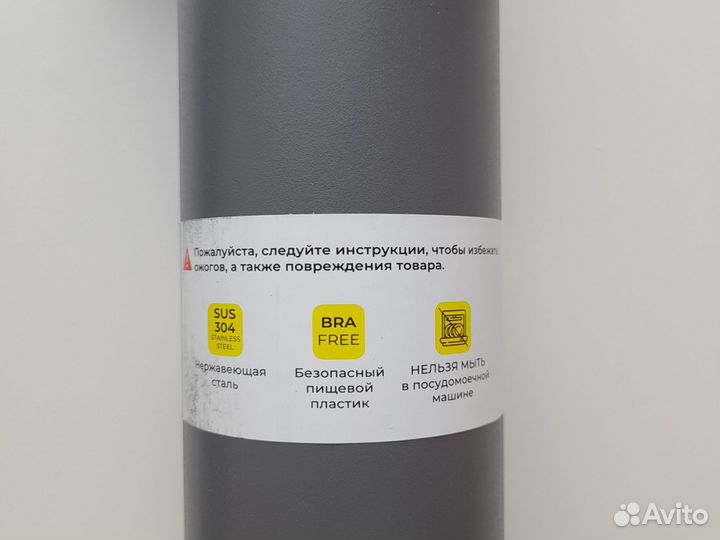 Пожалуйста, следуйте инструкции, чтобы избежать
ожогов, а также повреждения товара.
SUS
304
STAINLESS
STEEL
Нержавеющая
сталь
BRA
FREE
Безопасный
пищевой
пластик
НЕЛЬЗЯ МЫТЬ
в посудомоечной
машине
Avito